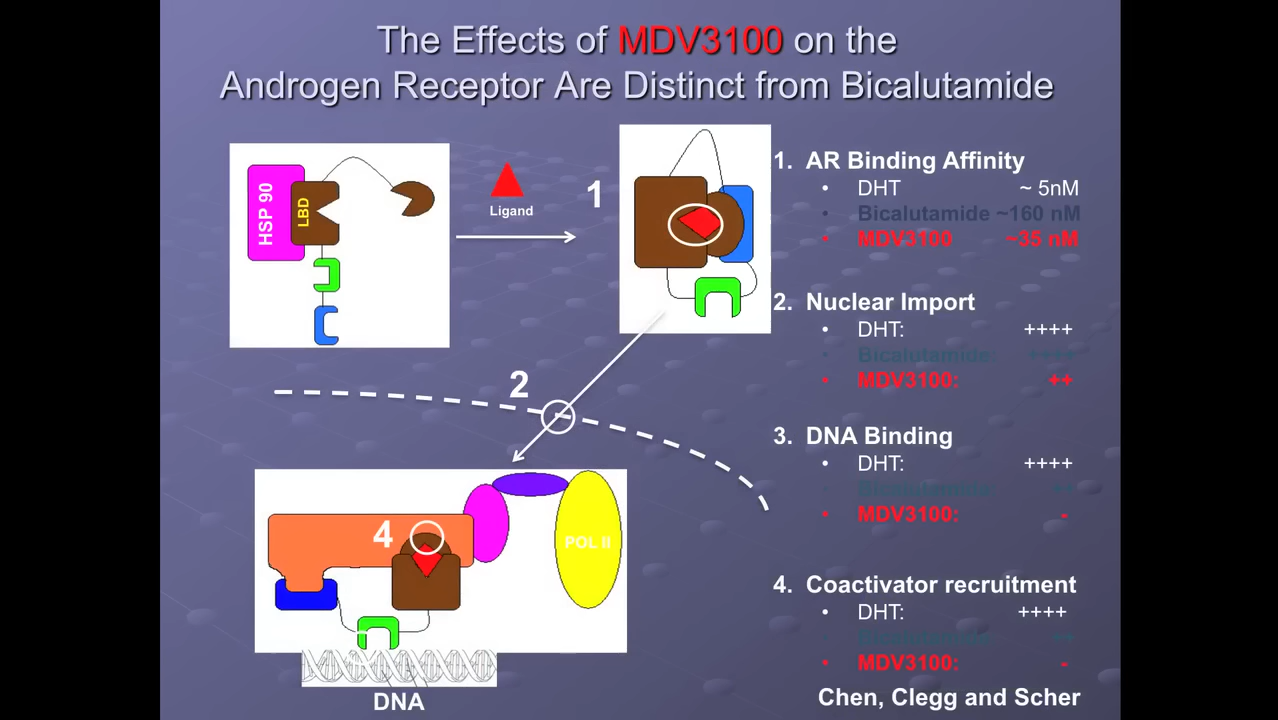 The Effects of MDV3100 on the
Androgen Receptor Are Distinct from Bicalutamide
HSP 90
LBD
Ligand
1
2
4
POL II
DNA
1. AR Binding Affinity
• DHT ~ 5nM
• Bicalutamide ~160 nM
• MDV3100 ~35 nM
2. Nuclear Import
• DHT: ++++
• Bicalutamide: ++++
• MDV3100: ++
3. DNA Binding
• DHT: ++++
• Bicalutamide: ++
• MDV3100: -
4. Coactivator recruitment
• DHT: ++++
• Bicalutamide: ++
• MDV3100: -
Chen, Clegg and Scher